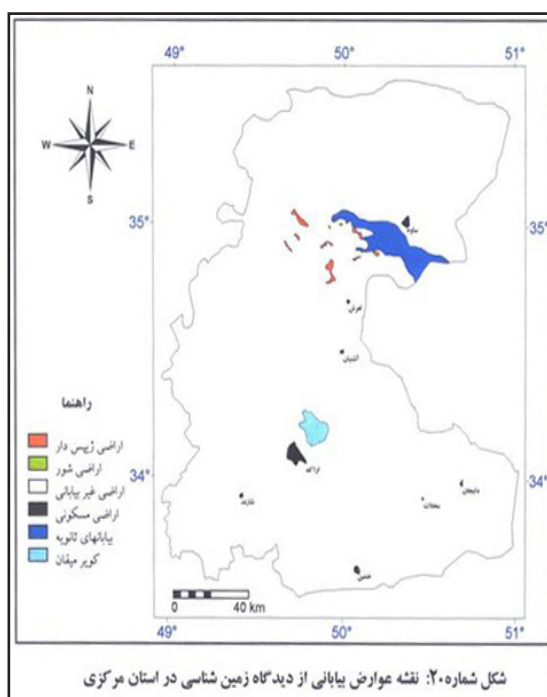 49° 50° 51°
N
W E
S
35° 35°
ساوه
تفرش
آشتیان
راهنما
اراضی ژیپس دار
اراضی شور
اراضی غیر بیابانی
اراضی مسکونی
بیابانهای ثانویه
کویر میقان
34° 34°
اراک
شازند
محلات
دلیجان
خمین
0 40 km
49° 50° 51°
شکل شماره۲۰: نقشه عوارض بیابانی از دیدگاه زمین شناسی در استان مرکزی